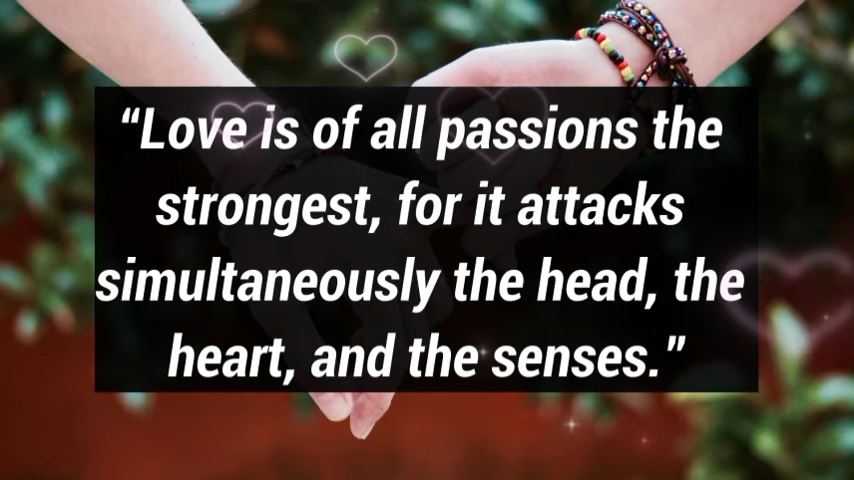 “Love is of all passions the
strongest, for it attacks
simultaneously the head, the
heart, and the senses.”